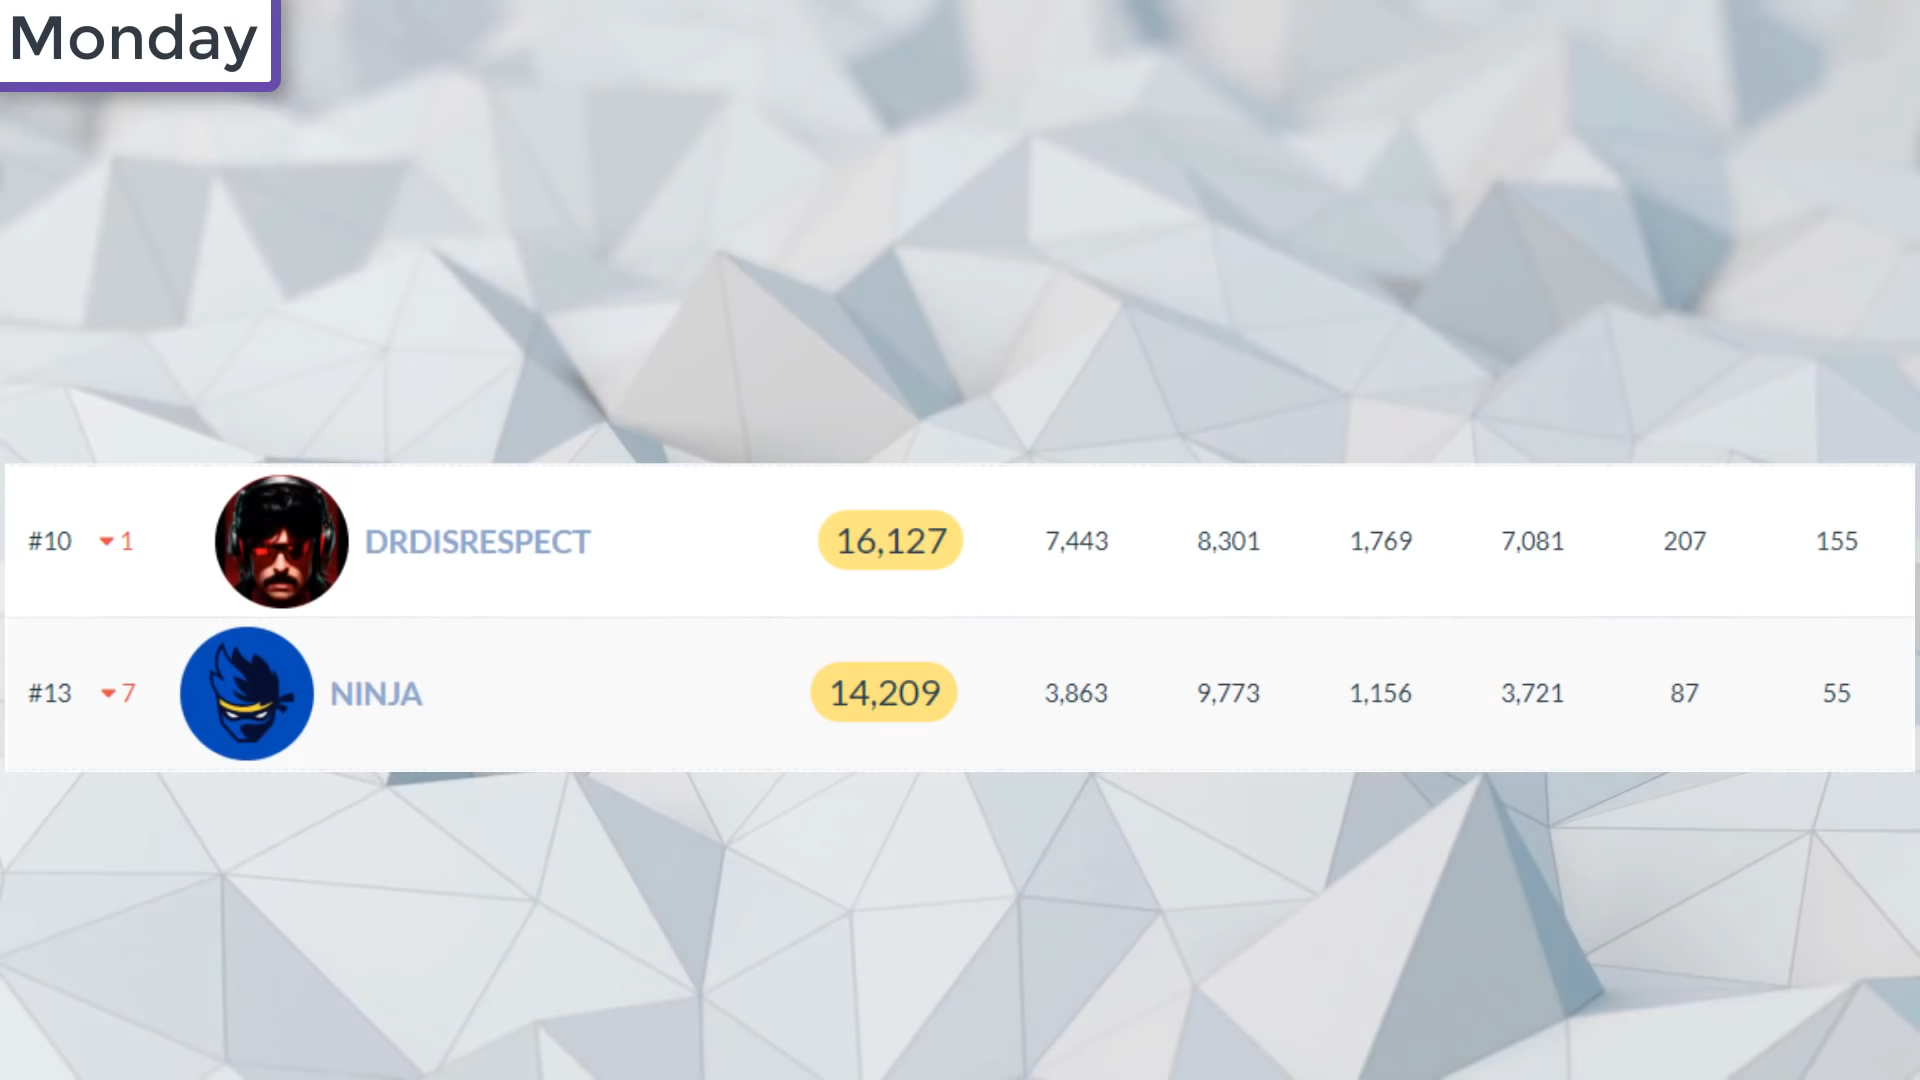 Monday
#10 1 DRDISRESPECT 16,127 7,443 8,301 1,769 7,081 207 155
#13 7 NINJA 14,209 3,863 9,773 1,156 3,721 87 55